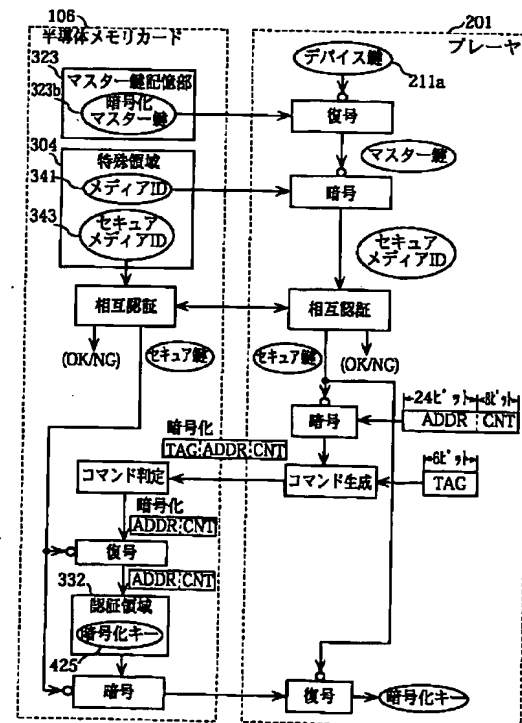 106
半導体メモリカード
201
プレーヤ
323
マスター鍵記憶部
323b
暗号化
マスター鍵
デバイス鍵
211a
復号
マスター鍵
304
特殊領域
341
メディアID
暗号
343
セキュア
メディアID
セキュア
メディアID
相互認証
相互認証
(OK/NG)
セキュア鍵
セキュア鍵
(OK/NG)
24ビット
8ビット
暗号
ADDR CNT
暗号化
TAG ADDR CNT
6ビット
コマンド判定
コマンド生成
TAG
暗号化
ADDR CNT
復号
332
ADDR CNT
認証領域
暗号化キー
425
暗号
復号
暗号化キー